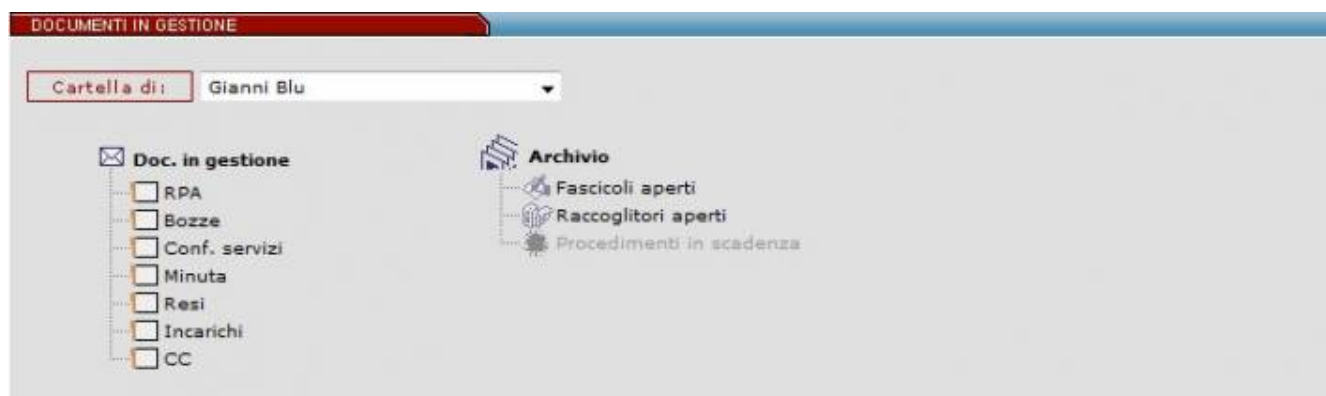 DOCUMENTI IN GESTIONE
Cartella di: Gianni Blu
Doc. in gestione
RPA
Bozze
Conf. servizi
Minuta
Resi
Incarichi
CC
Archivio
Fascicoli aperti
Raccoglitori aperti
Procedimenti in scadenza